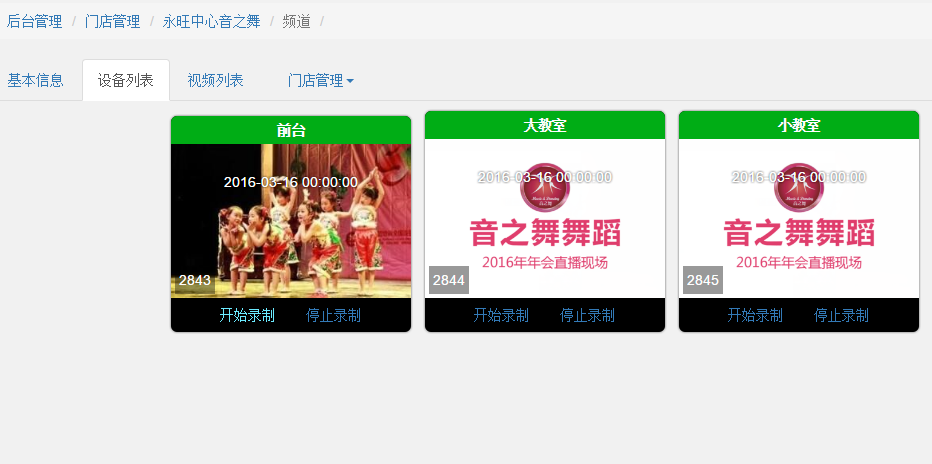 后台管理 / 门店管理 / 永旺中心音之舞 / 频道 /
基本信息 设备列表 视频列表 门店管理
前台
2016-03-16 00:00:00
2843
开始录制 停止录制
大教室
2016-03-16 00:00:00
音之舞舞蹈
2016年年会直播现场
2844
开始录制 停止录制
小教室
2016-03-16 00:00:00
音之舞舞蹈
2016年年会直播现场
2845
开始录制 停止录制